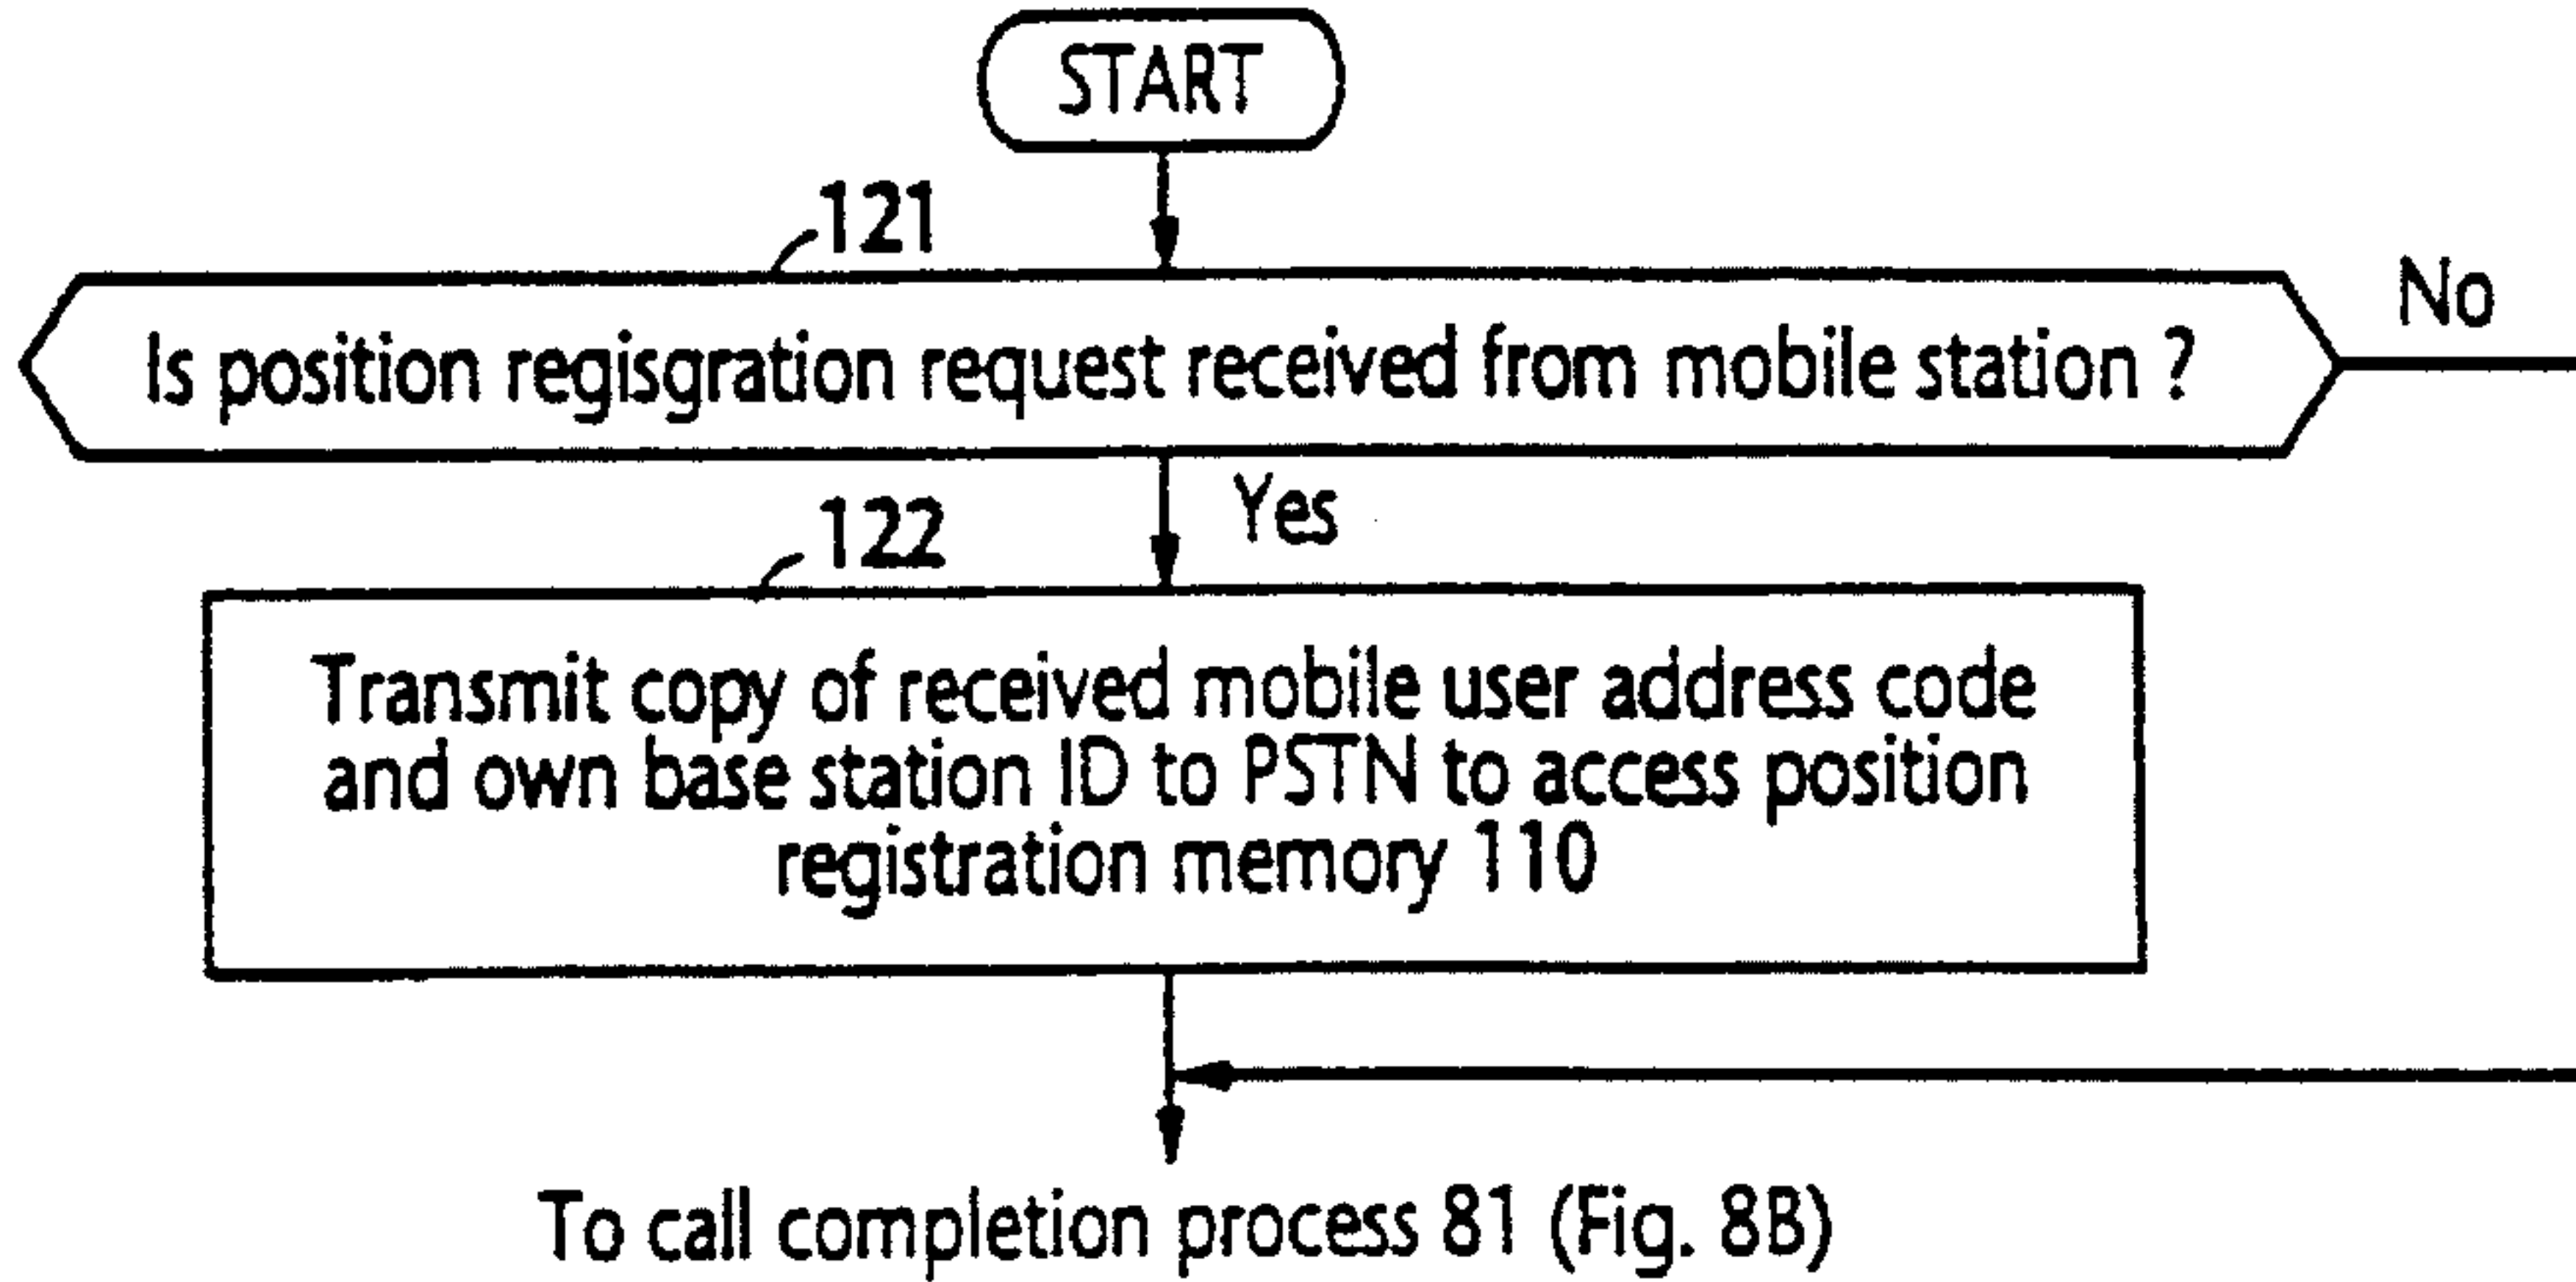 START
121
Is position regisgration request received from mobile station ?
No
Yes
122
Transmit copy of received mobile user address code
and own base station ID to PSTN to access position
registration memory 110
To call completion process 81 (Fig. 8B)